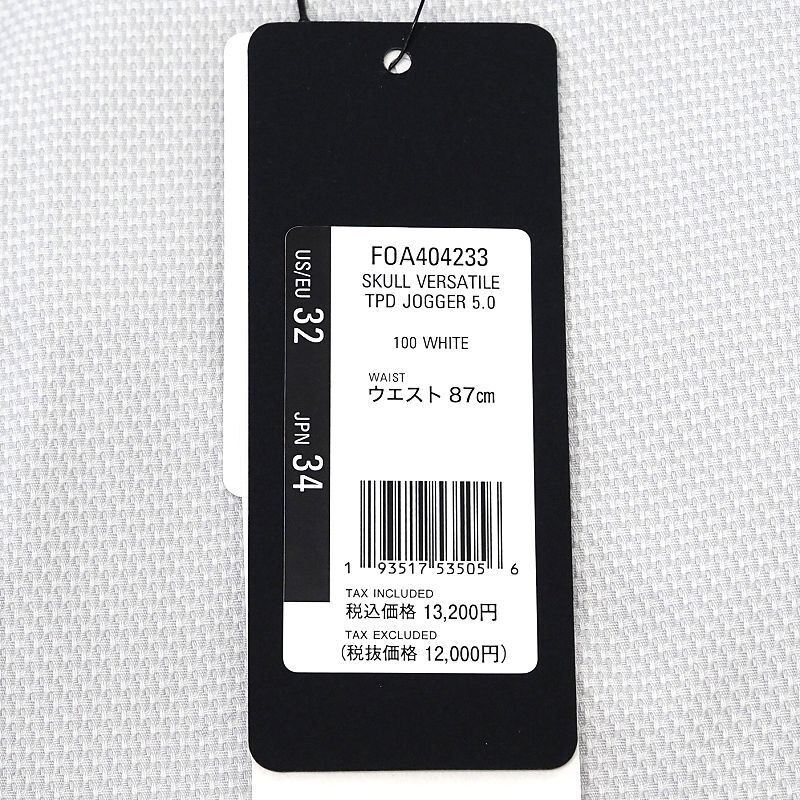 US/EU 32
JPN 34
FOA404233
SKULL VERSATILE
TPD JOGGER 5.0
100 WHITE
WAIST
ウエスト 87cm
1 93517 53505 6
TAX INCLUDED
税込価格 13,200円
TAX EXCLUDED
(税抜価格 12,000円)